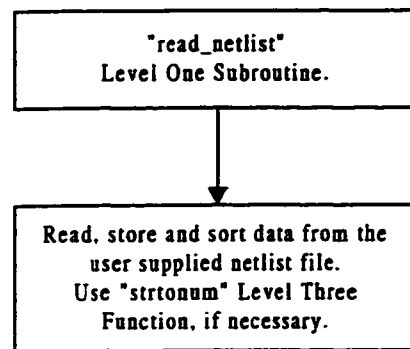 "read_netlist"
Level One Subroutine.
Read, store and sort data from the
user supplied netlist file.
Use "strtonum" Level Three
Function, if necessary.